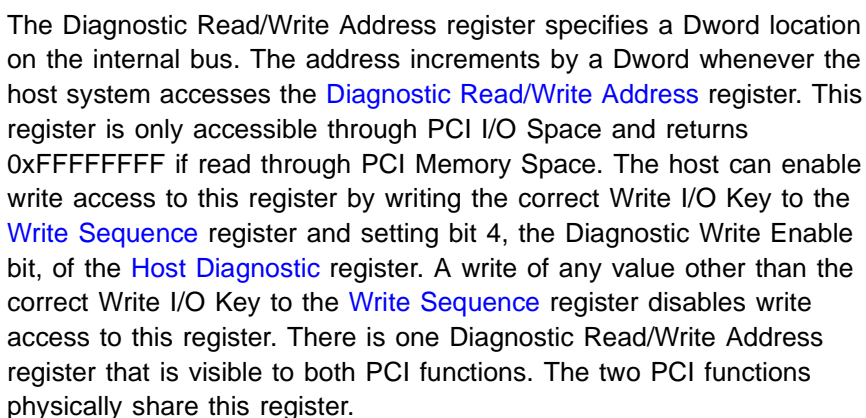 The Diagnostic Read/Write Address register specifies a Dword location
on the internal bus. The address increments by a Dword whenever the
host system accesses the Diagnostic Read/Write Address register. This
register is only accessible through PCI I/O Space and returns
0xFFFFFFFF if read through PCI Memory Space. The host can enable
write access to this register by writing the correct Write I/O Key to the
Write Sequence register and setting bit 4, the Diagnostic Write Enable
bit, of the Host Diagnostic register. A write of any value other than the
correct Write I/O Key to the Write Sequence register disables write
access to this register. There is one Diagnostic Read/Write Address
register that is visible to both PCI functions. The two PCI functions
physically share this register.